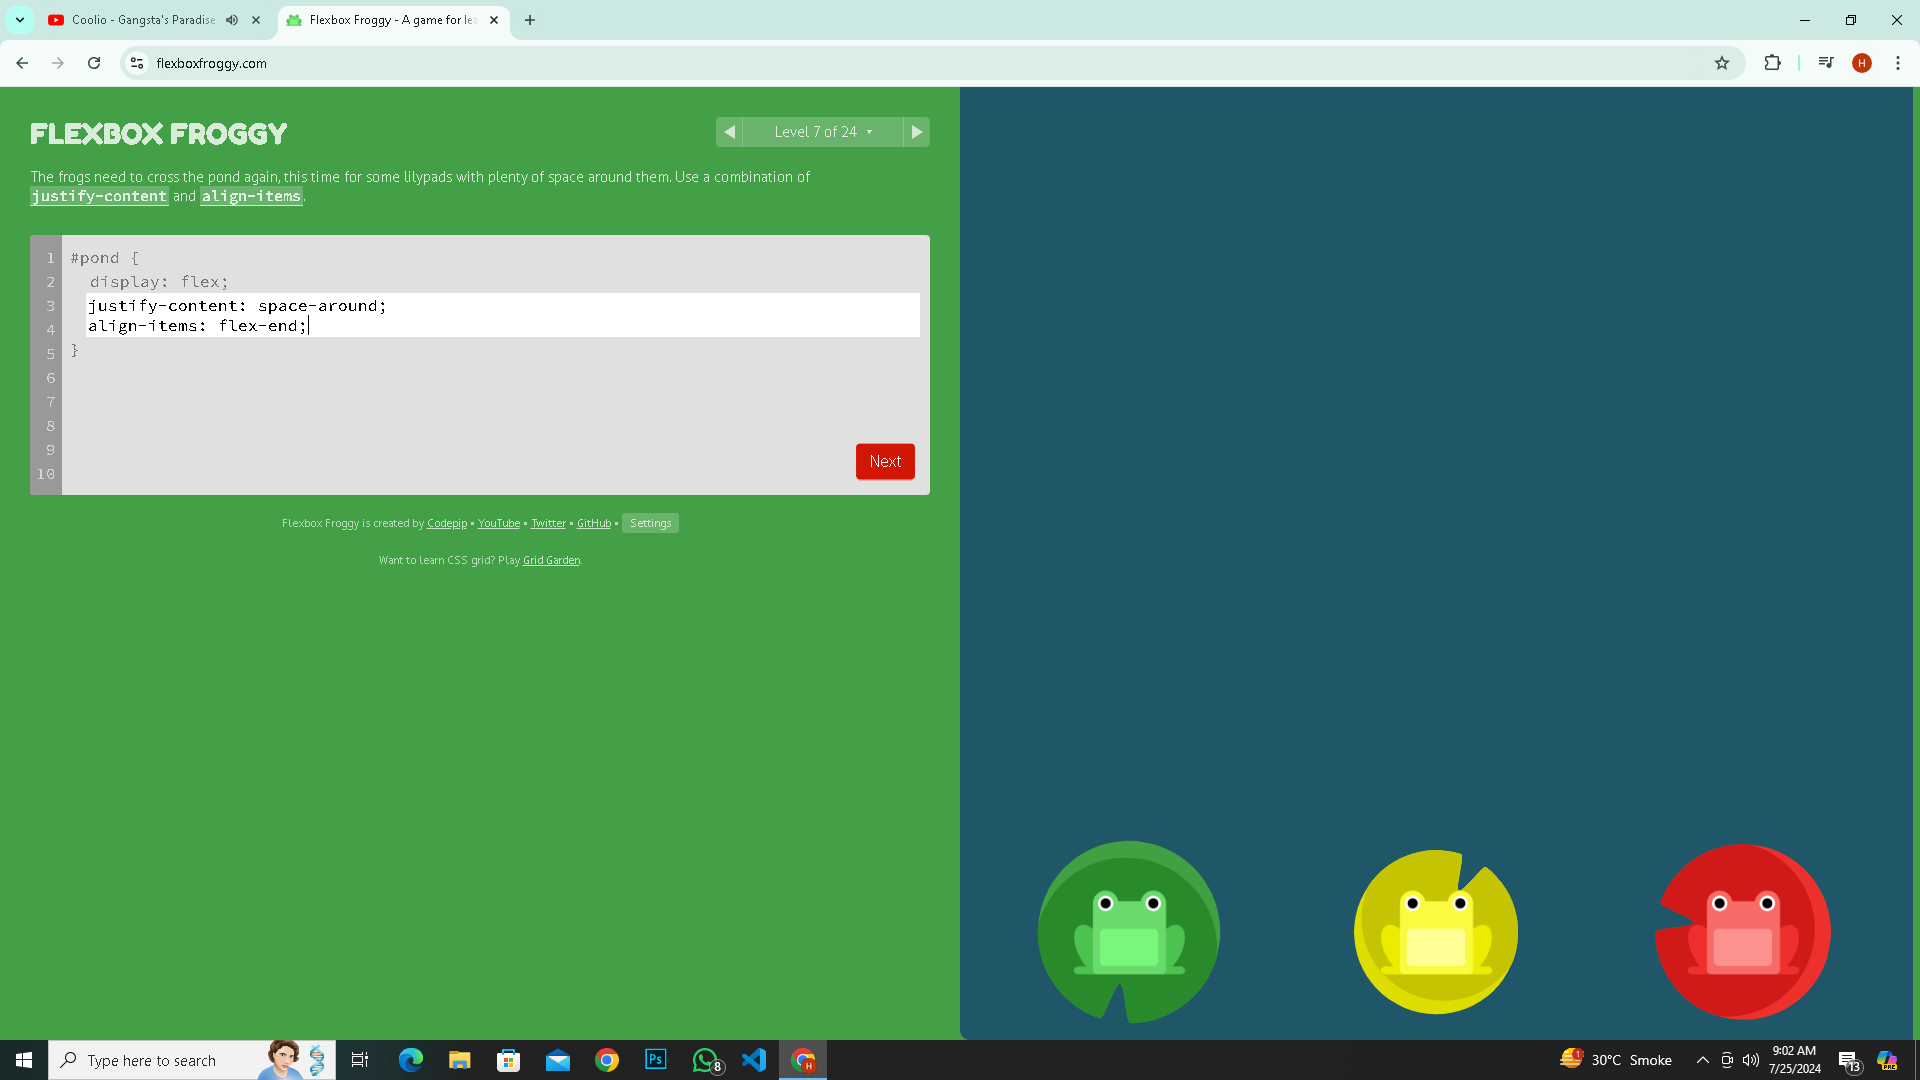 Coolio - Gangsta's Paradise
Flexbox Froggy - A game for lea
flexboxfroggy.com
H
FLEXBOX FROGGY
Level 7 of 24
The frogs need to cross the pond again, this time for some lilypads with plenty of space around them. Use a combination of
justify-content and align-items.
1 #pond {
2 display: flex;
3 justify-content: space-around;
4 align-items: flex-end;
5 }
6
7
8
9
10
Next
Flexbox Froggy is created by Codepip • YouTube • Twitter • GitHub • Settings
Want to learn CSS grid? Play Grid Garden.
Type here to search
Ps
8
H
1
30°C Smoke
9:02 AM
7/25/2024
13
PRE